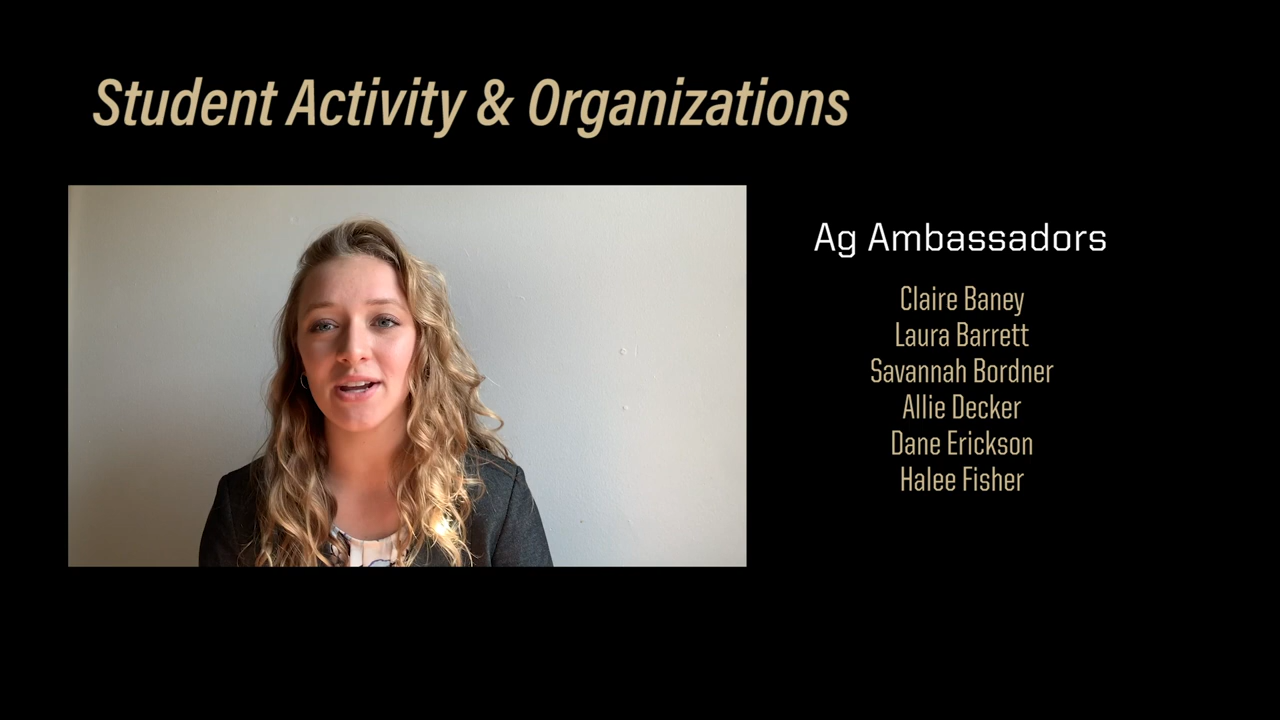 Student Activity & Organizations
Ag Ambassadors
Claire Baney
Laura Barrett
Savannah Bordner
Allie Decker
Dane Erickson
Halee Fisher